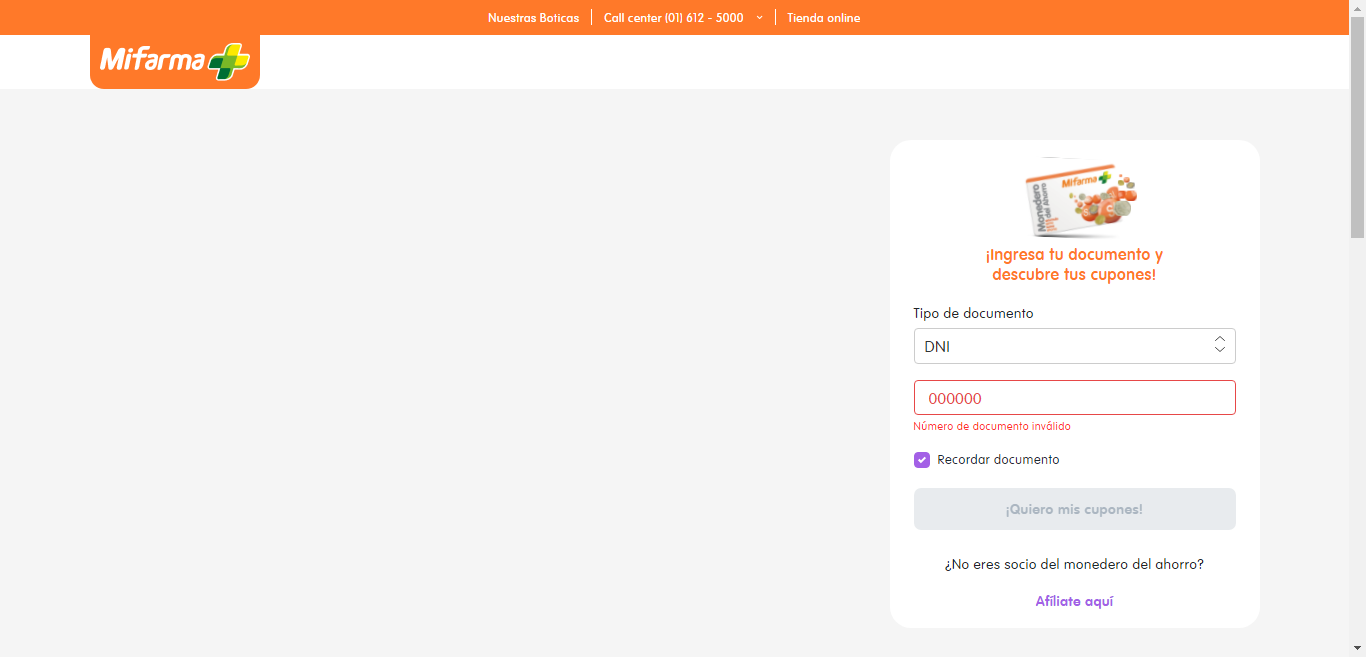 Nuestras Boticas
Call center (01) 612 - 5000
Tienda online
Mifarma
Mifarma
Monedero
del Ahorro
¡Ingresa tu documento y
descubre tus cupones!
Tipo de documento
DNI
000000
Número de documento inválido
Recordar documento
¡Quiero mis cupones!
¿No eres socio del monedero del ahorro?
Afíliate aquí